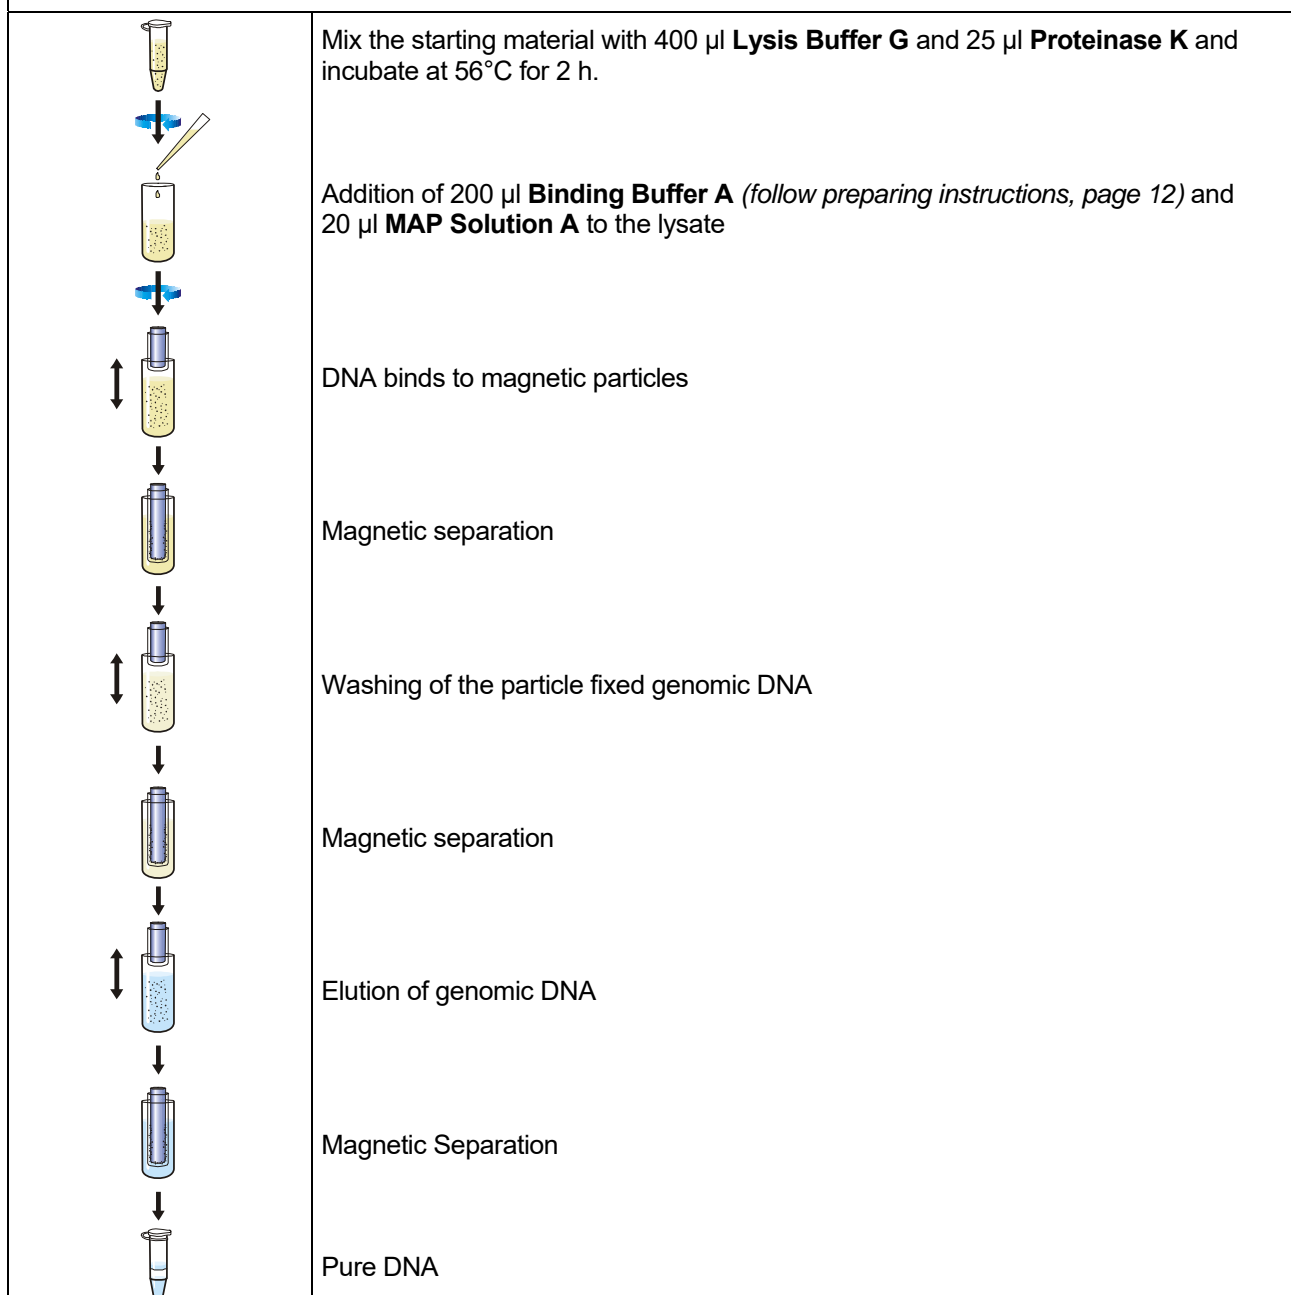 Mix the starting material with 400 µl Lysis Buffer G and 25 µl Proteinase K and
incubate at 56°C for 2 h.
Addition of 200 µl Binding Buffer A (follow preparing instructions, page 12) and
20 µl MAP Solution A to the lysate
DNA binds to magnetic particles
Magnetic separation
Washing of the particle fixed genomic DNA
Magnetic separation
Elution of genomic DNA
Magnetic Separation
Pure DNA